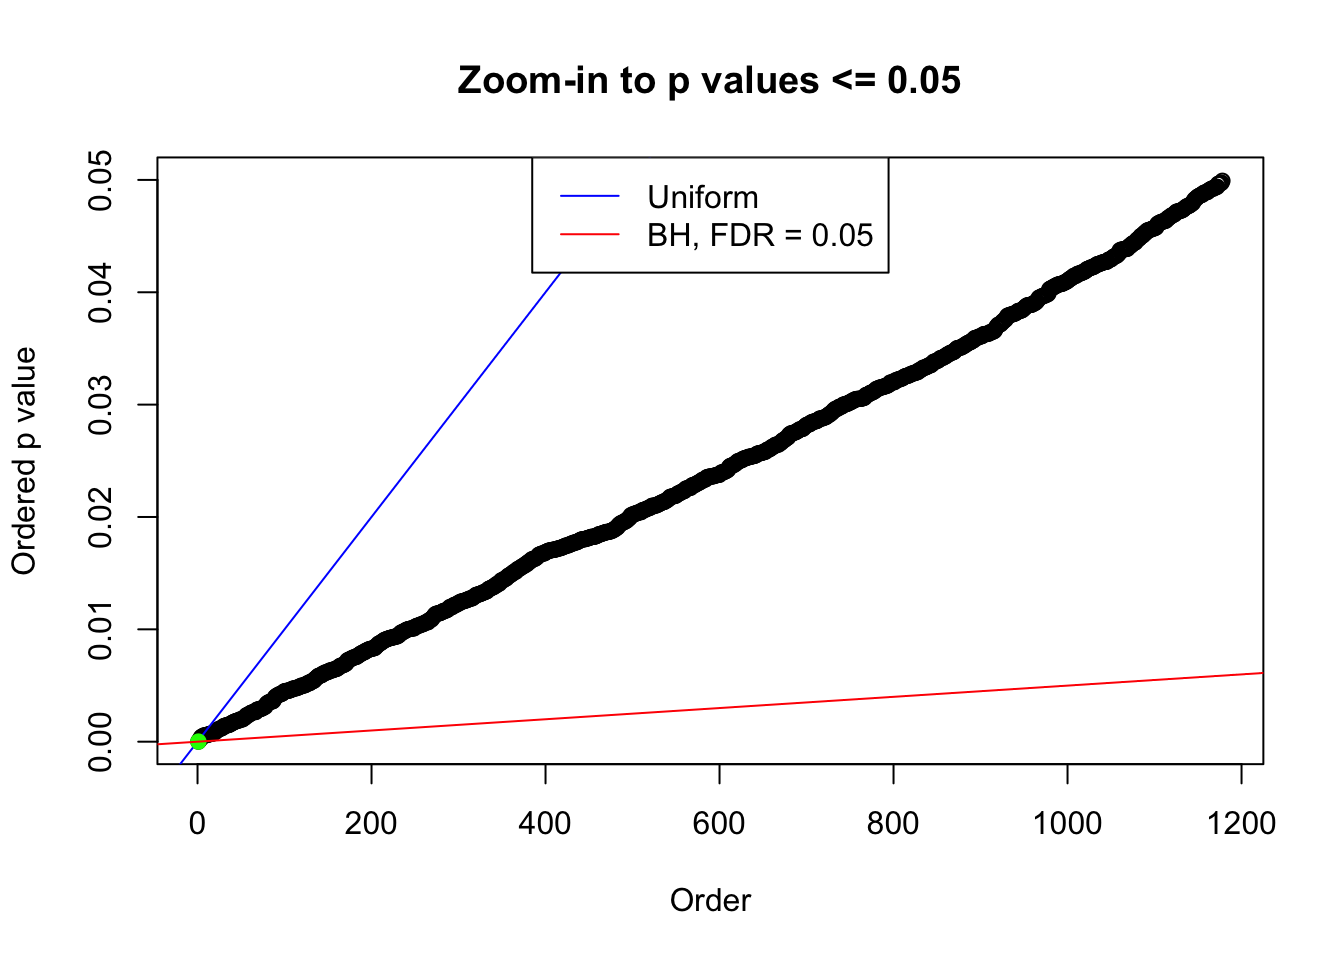 Zoom-in to p values <= 0.05
Uniform
BH, FDR = 0.05
Ordered p value
0.05
0.04
0.03
0.02
0.01
0.00
0 200 400 600 800 1000 1200
Order